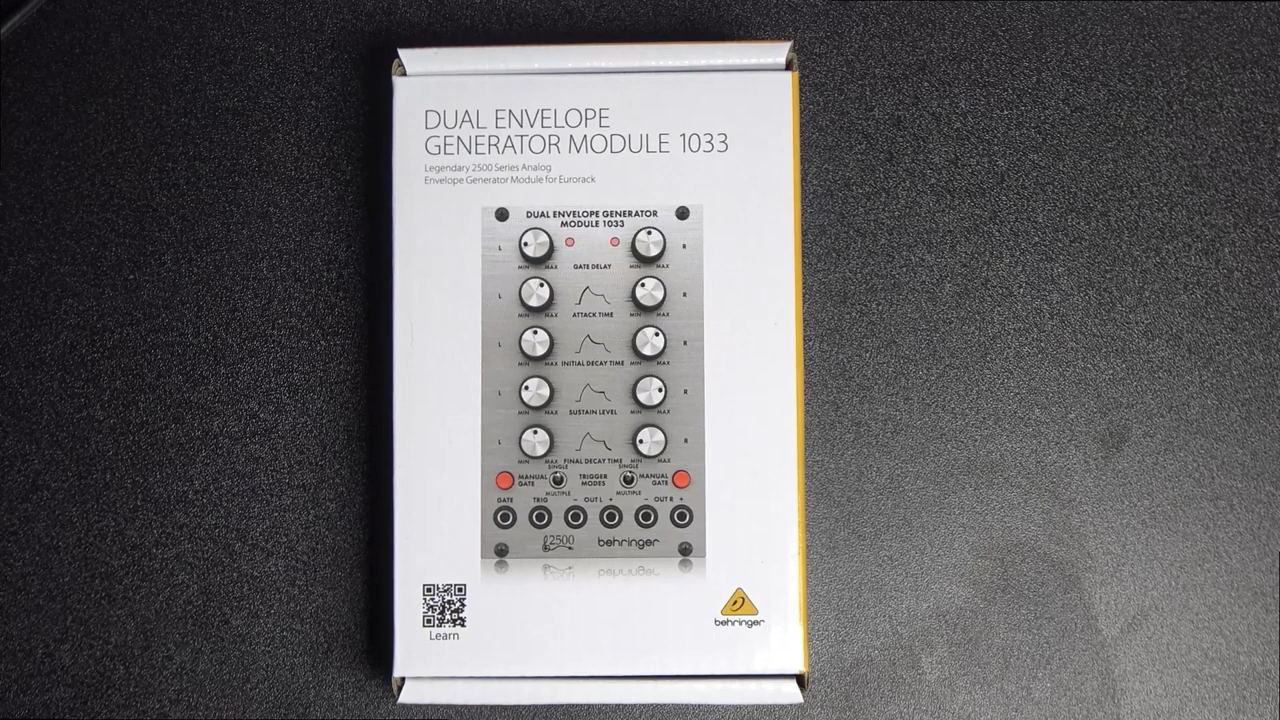 DUAL ENVELOPE
GENERATOR MODULE 1033
Legendary 2500 Series Analog
Envelope Generator Module for Eurorack
DUAL ENVELOPE GENERATOR
MODULE 1033
L R
MIN MAX GATE DELAY MIN MAX
L R
MIN MAX ATTACK TIME MIN MAX
L R
MIN MAX INITIAL DECAY TIME MIN MAX
L R
MIN MAX SUSTAIN LEVEL MIN MAX
L R
MIN MAX FINAL DECAY TIME MIN MAX
SINGLE SINGLE
MANUAL GATE TRIGGER MODES MANUAL GATE
MULTIPLE MULTIPLE
GATE TRIG − OUT L + − OUT R +
2500 behringer
Learn
behringer